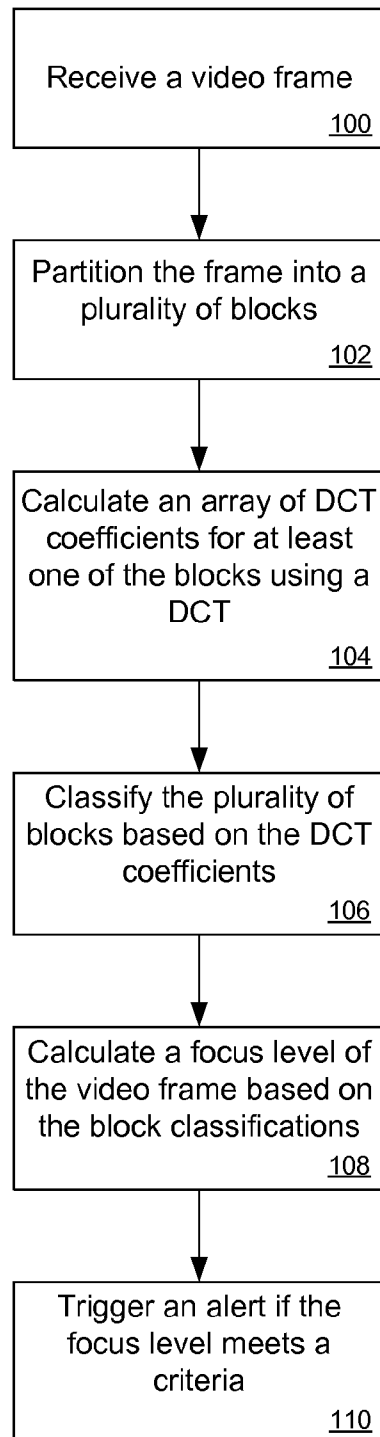 Receive a video frame
100
Partition the frame into a
plurality of blocks
102
Calculate an array of DCT
coefficients for at least
one of the blocks using a
DCT
104
Classify the plurality of
blocks based on the DCT
coefficients
106
Calculate a focus level of
the video frame based on
the block classifications
108
Trigger an alert if the
focus level meets a
criteria
110